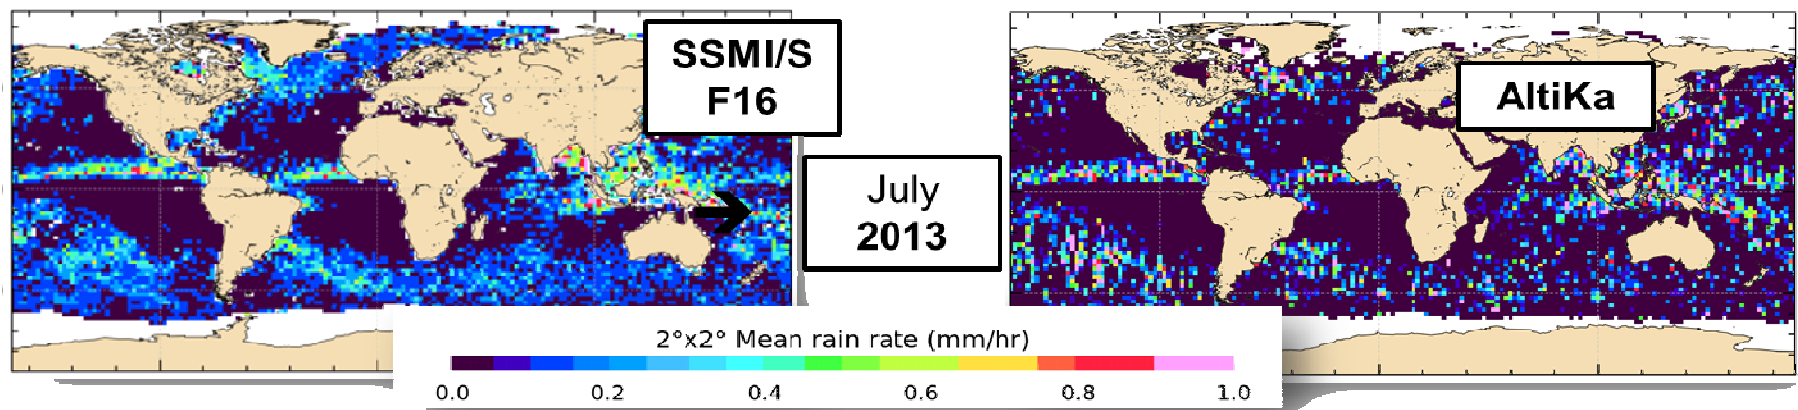 SSMI/S
F16
July
2013
AltiKa
2°x2° Mean rain rate (mm/hr)
0.0 0.2 0.4 0.6 0.8 1.0